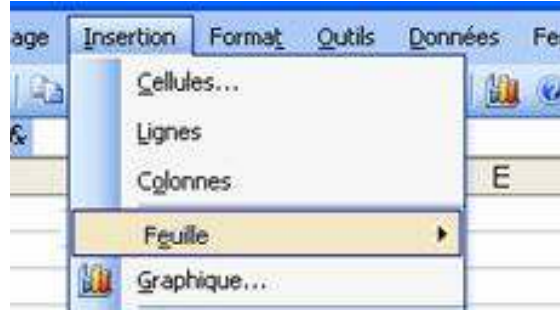 age Insertion Format Outils Données Fe
Cellules...
&
Lignes
Colonnes
E
Feuille
Graphique...